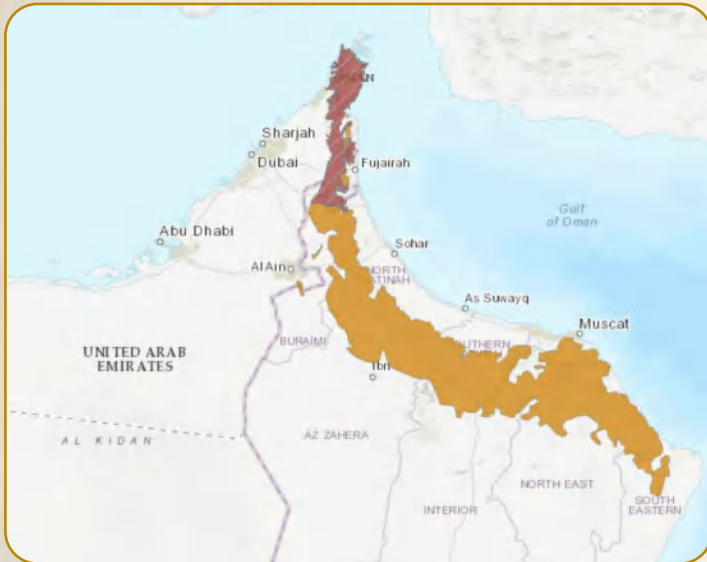 Sharjah
Dubai
Fujairah
Gulf
of Oman
Abu Dhabi
Sohar
Al Ain
NORTH
As Suwayq
Muscat
BURAIMI
UNITED ARAB
EMIRATES
Ibri
AZ ZAHERA
AL KIDAN
NORTH EAST
INTERIOR
SOUTH
EASTERN